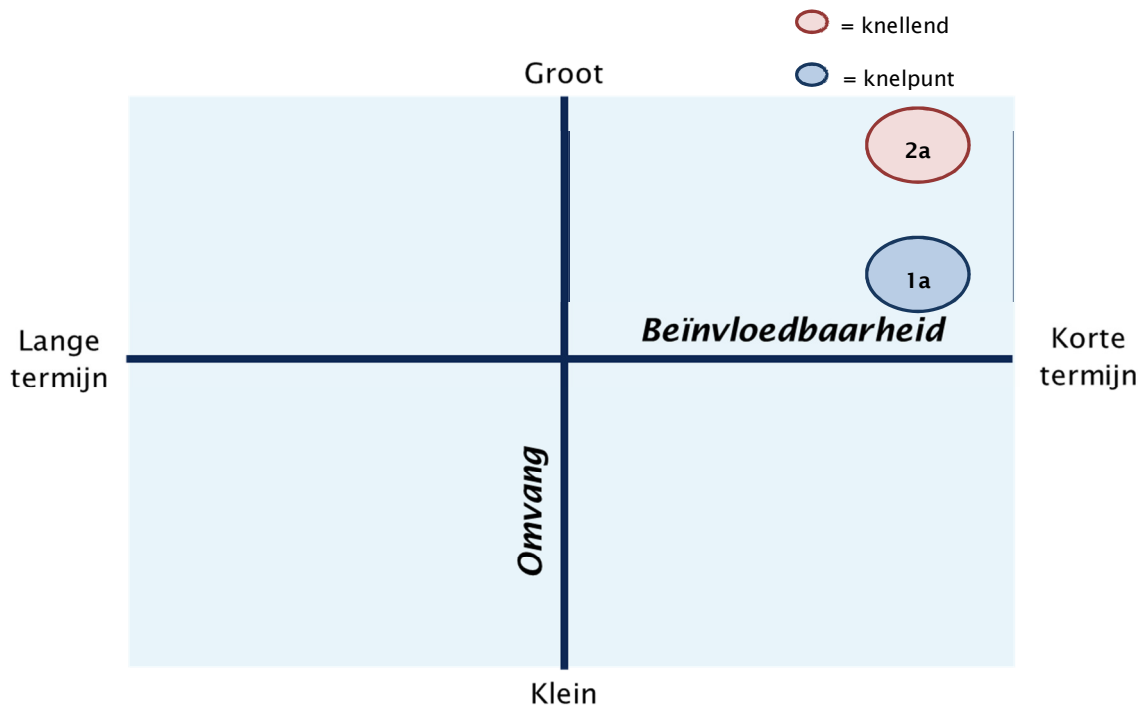 = knellend
= knelpunt
Groot
2a
1a
Beïnvloedbaarheid
Lange
termijn
Korte
termijn
Omvang
Klein